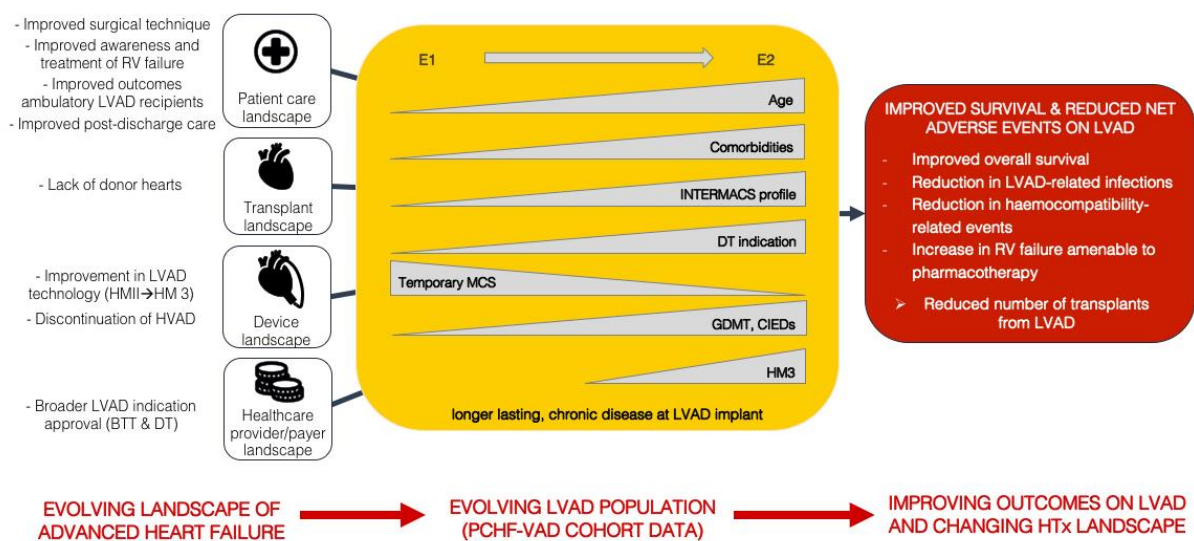 - Improved surgical technique
- Improved awareness and
treatment of RV failure
- Improved outcomes
ambulatory LVAD recipients
- Improved post-discharge care
Patient care
landscape
- Lack of donor hearts
Transplant
landscape
- Improvement in LVAD
technology (HMII→HM 3)
- Discontinuation of HVAD
Device
landscape
- Broader LVAD indication
approval (BTT & DT)
Healthcare
provider/payer
landscape
E1
E2
Age
Comorbidities
INTERMACS profile
DT indication
Temporary MCS
GDMT, CIEDs
HM3
longer lasting, chronic disease at LVAD implant
IMPROVED SURVIVAL & REDUCED NET
ADVERSE EVENTS ON LVAD
- Improved overall survival
- Reduction in LVAD-related infections
- Reduction in haemocompatibility-
related events
- Increase in RV failure amenable to
pharmacotherapy
➢ Reduced number of transplants
from LVAD
EVOLVING LANDSCAPE OF
ADVANCED HEART FAILURE
EVOLVING LVAD POPULATION
(PCHF-VAD COHORT DATA)
IMPROVING OUTCOMES ON LVAD
AND CHANGING HTx LANDSCAPE